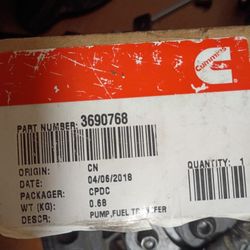 Cummins
PART NUMBER: 3690768
ORIGIN: CN QUANTITY:
DATE: 04/06/2018
PACKAGER: CPDC
WT (KG): 0.68
DESCR: PUMP,FUEL TRANSFER